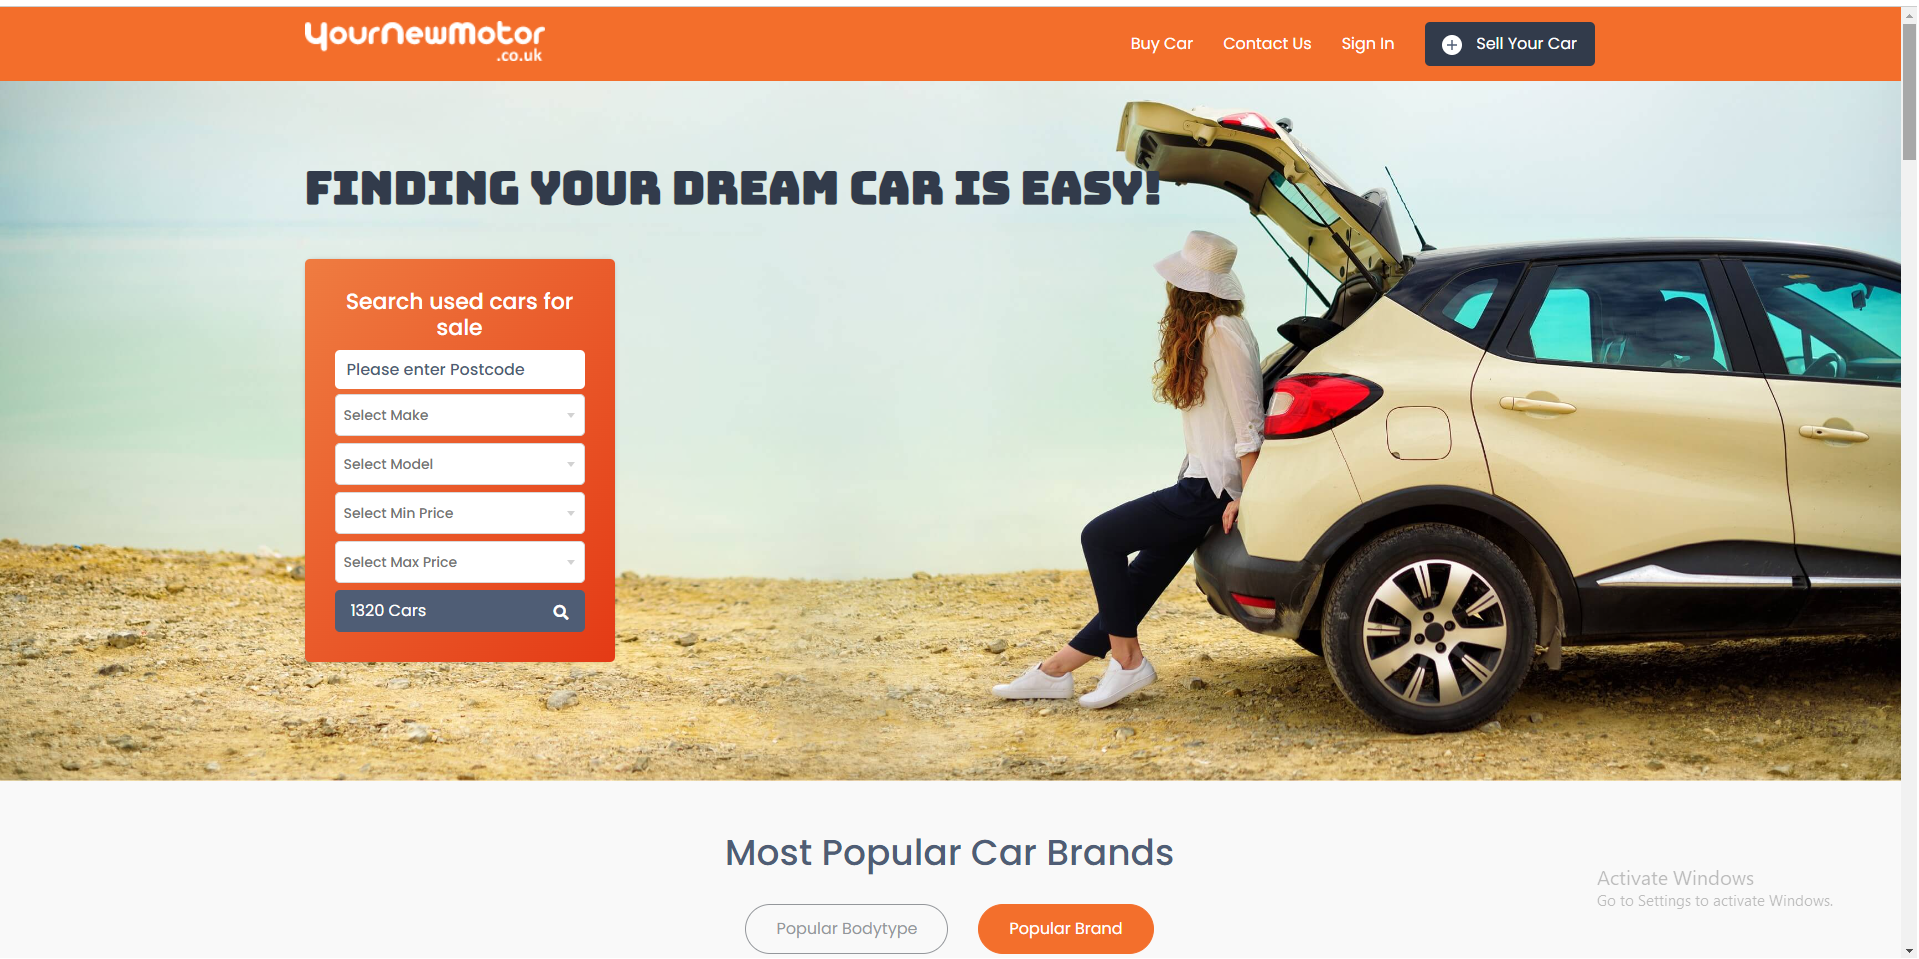 YourNewMotor
.co.uk
Buy Car
Contact Us
Sign In
Sell Your Car
FINDING YOUR DREAM CAR IS EASY!
Search used cars for
sale
Please enter Postcode
Select Make
Select Model
Select Min Price
Select Max Price
1320 Cars
Most Popular Car Brands
Popular Bodytype
Popular Brand
Activate Windows
Go to Settings to activate Windows.